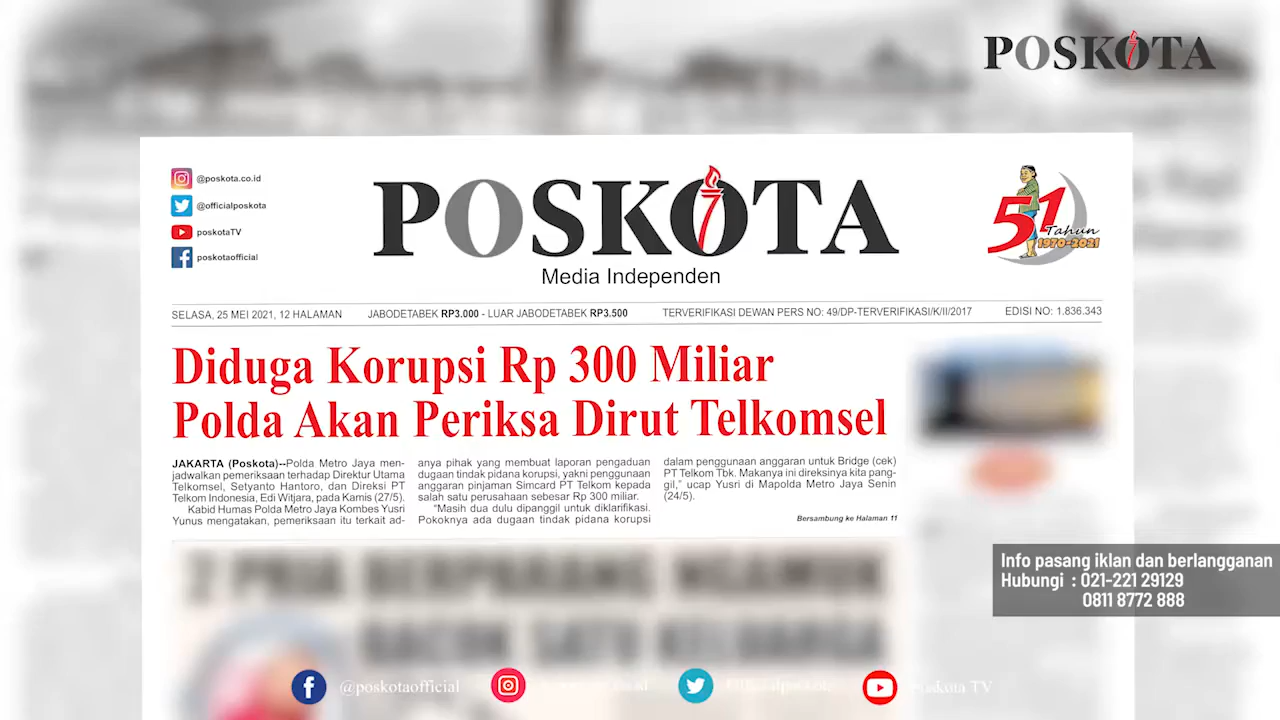 POSKOTA
@poskota.co.id
@officialposkota
poskotaTV
poskotaofficial
POSKOTA
Media Independen
51
Tahun
1970-2021
SELASA, 25 MEI 2021, 12 HALAMAN
JABODETABEK RP3.000 - LUAR JABODETABEK RP3.500
TERVERIFIKASI DEWAN PERS NO: 49/DP-TERVERIFIKASI/K/II/2017
EDISI NO: 1.836.343
Diduga Korupsi Rp 300 Miliar
Polda Akan Periksa Dirut Telkomsel
JAKARTA (Poskota)--Polda Metro Jaya men-
jadwalkan pemeriksaan terhadap Direktur Utama
Telkomsel, Setyanto Hantoro, dan Direksi PT
Telkom Indonesia, Edi Witjara, pada Kamis (27/5).
Kabid Humas Polda Metro Jaya Kombes Yusri
Yunus mengatakan, pemeriksaan itu terkait ad-
anya pihak yang membuat laporan pengaduan
dugaan tindak pidana korupsi, yakni penggunaan
anggaran pinjaman Simcard PT Telkom kepada
salah satu perusahaan sebesar Rp 300 miliar.
"Masih dua dulu dipanggil untuk diklarifikasi.
Pokoknya ada dugaan tindak pidana korupsi
dalam penggunaan anggaran untuk Bridge (cek)
PT Telkom Tbk. Makanya ini direksinya kita pang-
gil," ucap Yusri di Mapolda Metro Jaya Senin
(24/5).
Bersambung ke Halaman 11
2 PRIA BERPARANG NGAMUK
BACOK SATU KELUARGA
Info pasang iklan dan berlangganan
Hubungi : 021-221 29129
0811 8772 888
@poskotaofficial
Poskota TV